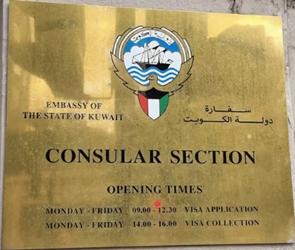 EMBASSY OF
THE STATE OF KUWAIT
سفارة
دولة الكويت
CONSULAR SECTION
OPENING TIMES
MONDAY - FRIDAY 09.00 - 12.30 VISA APPLICATION
MONDAY - FRIDAY 14.00 - 16.00 VISA COLLECTION